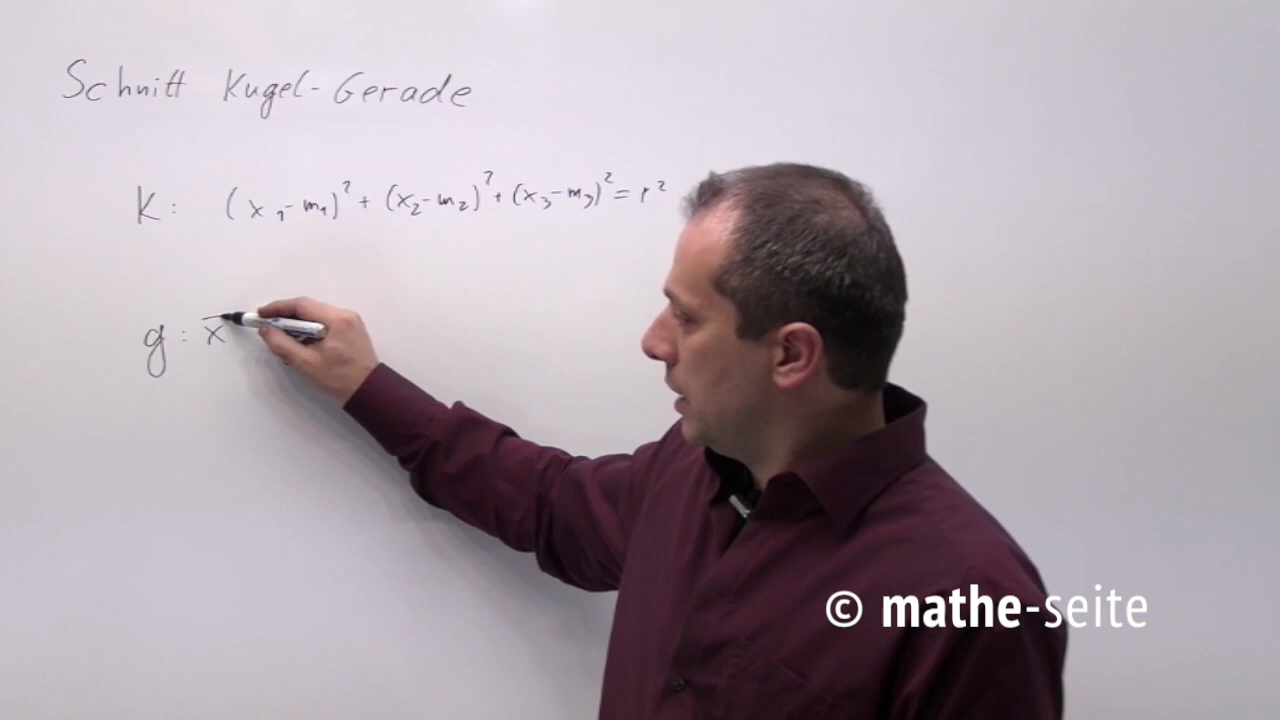 Schnitt Kugel-Gerade
K: (x₁-m₁)²+(x₂-m₂)²+(x₃-m₃)²=r²
g: x
© mathe-seite